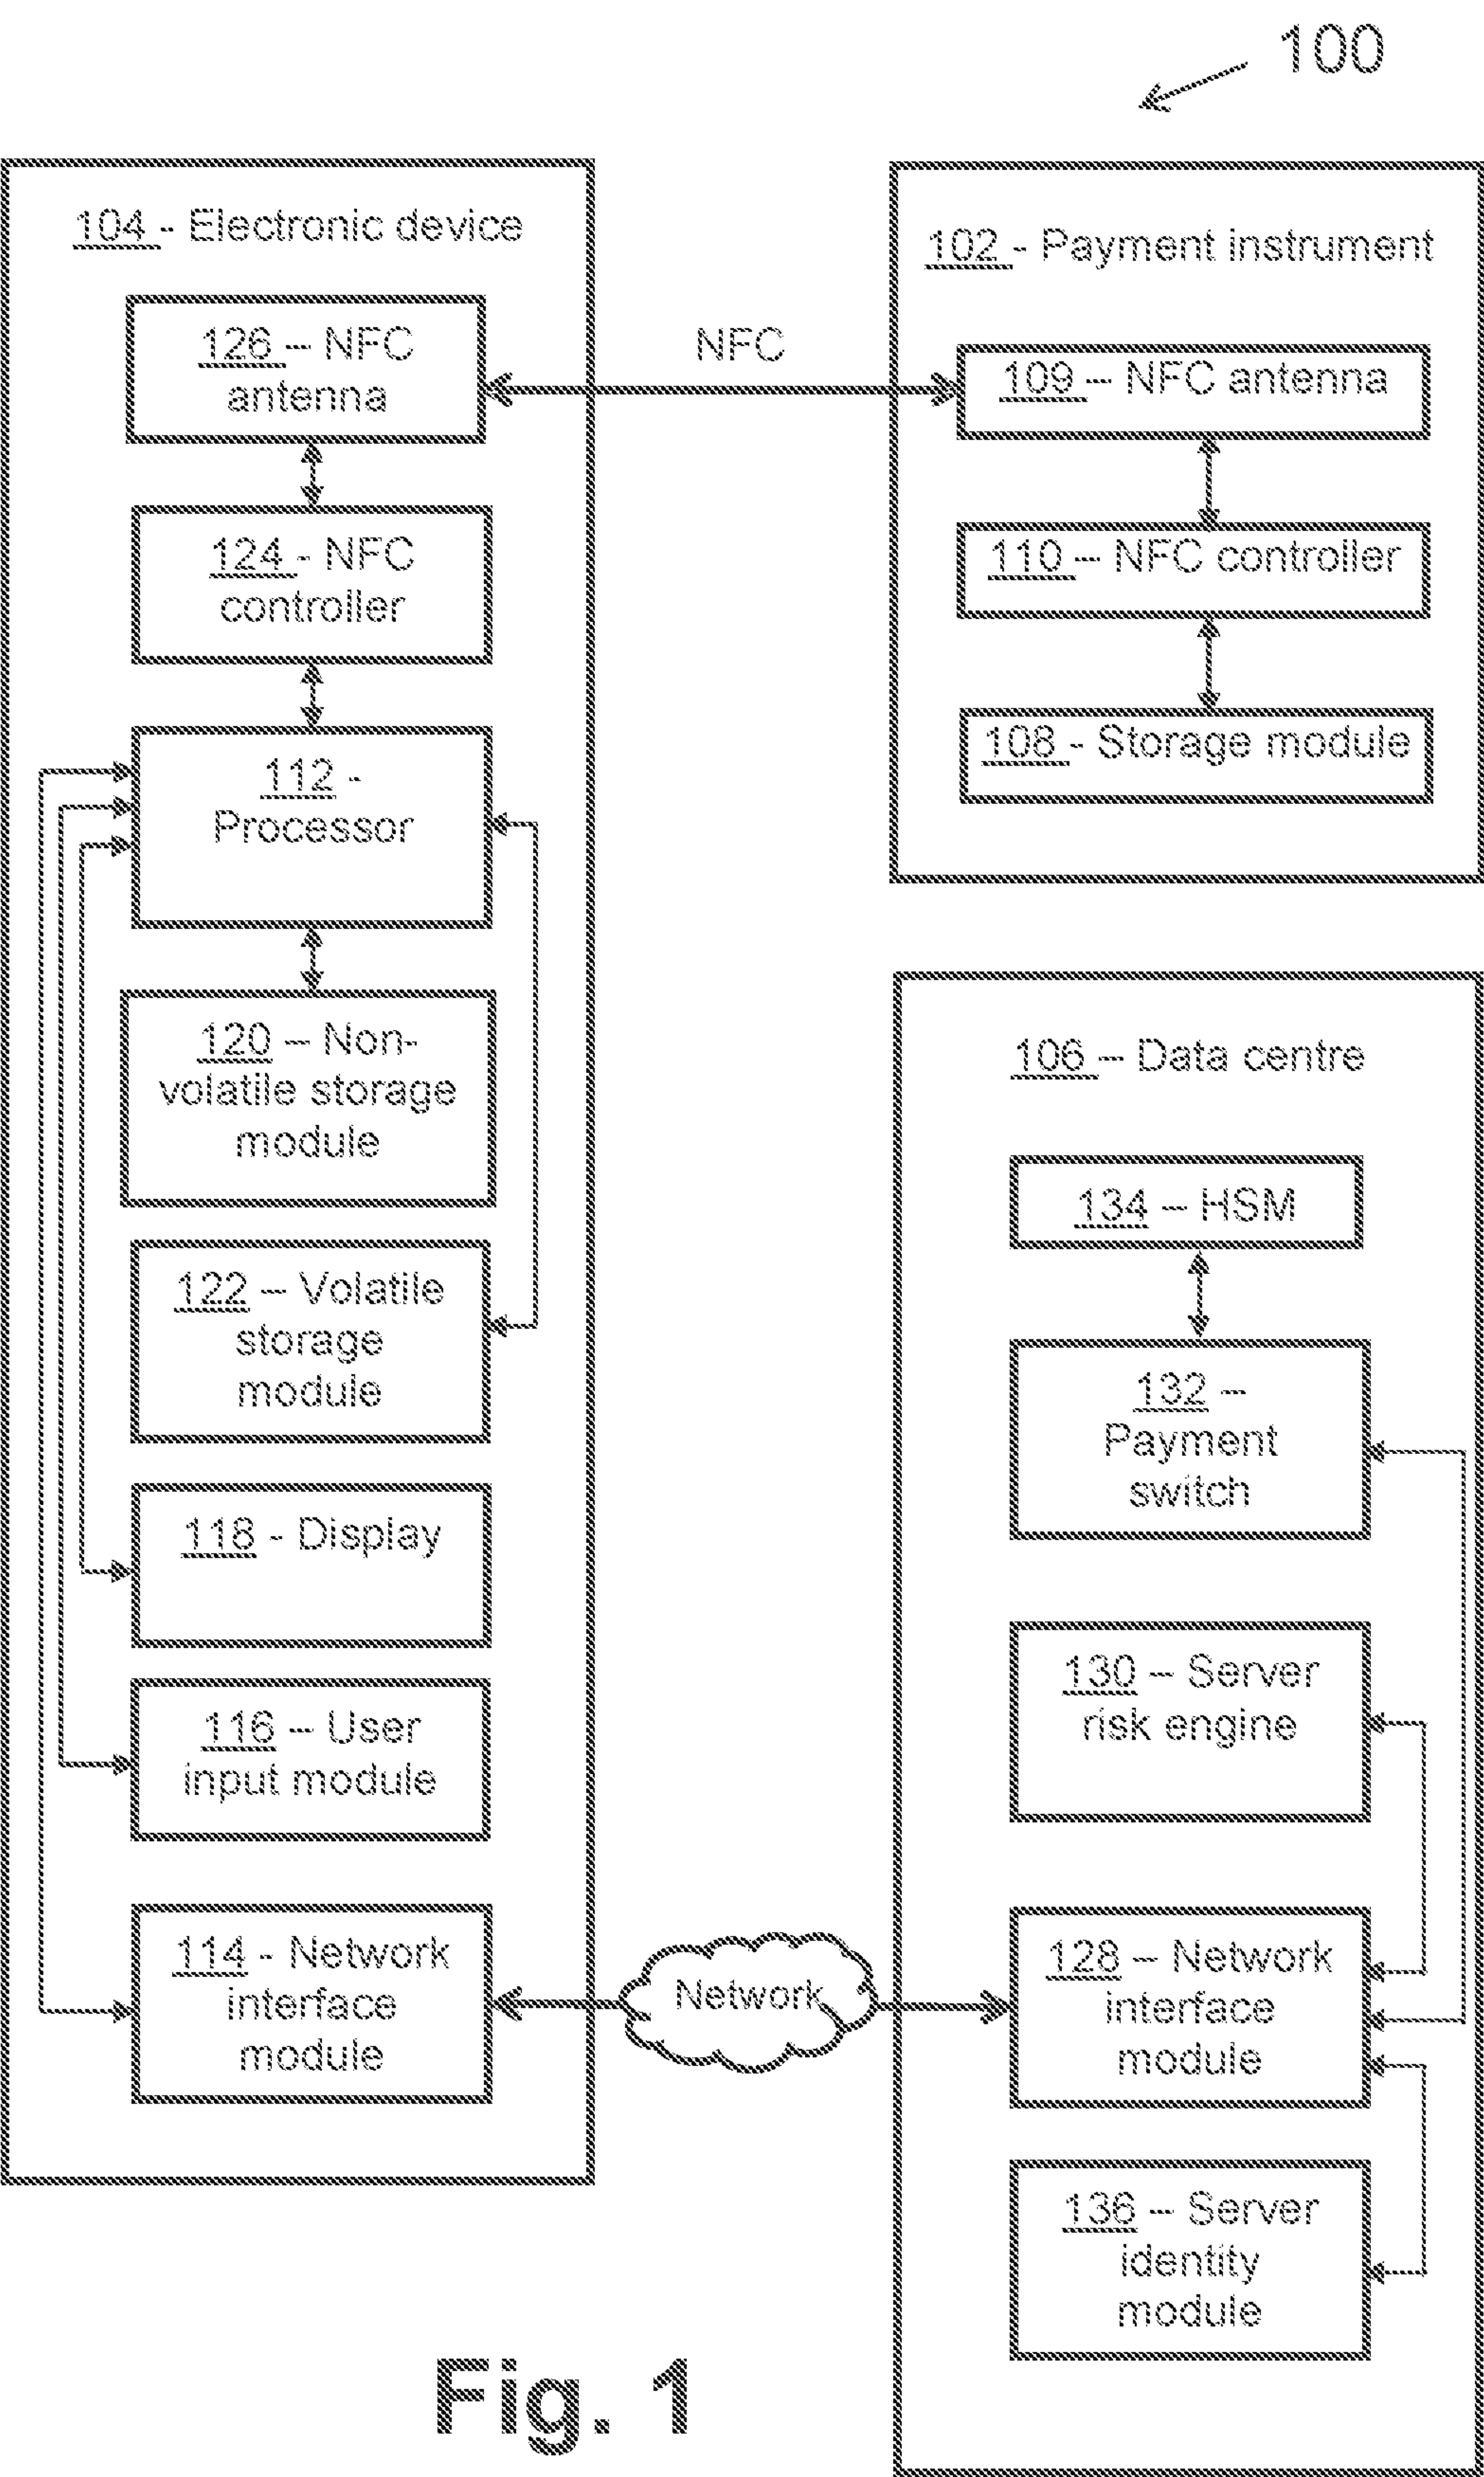 100
104 - Electronic device
126 – NFC
antenna
124 - NFC
controller
112 -
Processor
120 – Non-
volatile storage
module
122 – Volatile
storage
module
118 - Display
116 – User
input module
114 - Network
interface
module
NFC
Network
102 - Payment instrument
109 – NFC antenna
110 – NFC controller
108 - Storage module
106 – Data centre
134 – HSM
132 –
Payment
switch
130 – Server
risk engine
128 – Network
interface
module
136 – Server
identity
module
Fig. 1